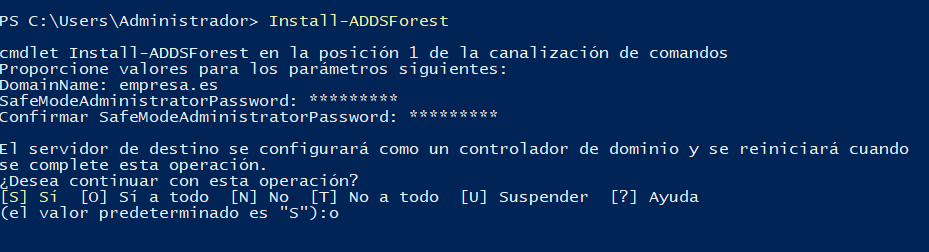 PS C:\Users\Administrador> Install-ADDSForest
cmdlet Install-ADDSForest en la posición 1 de la canalización de comandos
Proporcione valores para los parámetros siguientes:
DomainName: empresa.es
SafeModeAdministratorPassword: *********
Confirmar SafeModeAdministratorPassword: *********
El servidor de destino se configurará como un controlador de dominio y se reiniciará cuando
se complete esta operación.
¿Desea continuar con esta operación?
[S] Sí  [O] Sí a todo  [N] No  [T] No a todo  [U] Suspender  [?] Ayuda
(el valor predeterminado es "S"):o